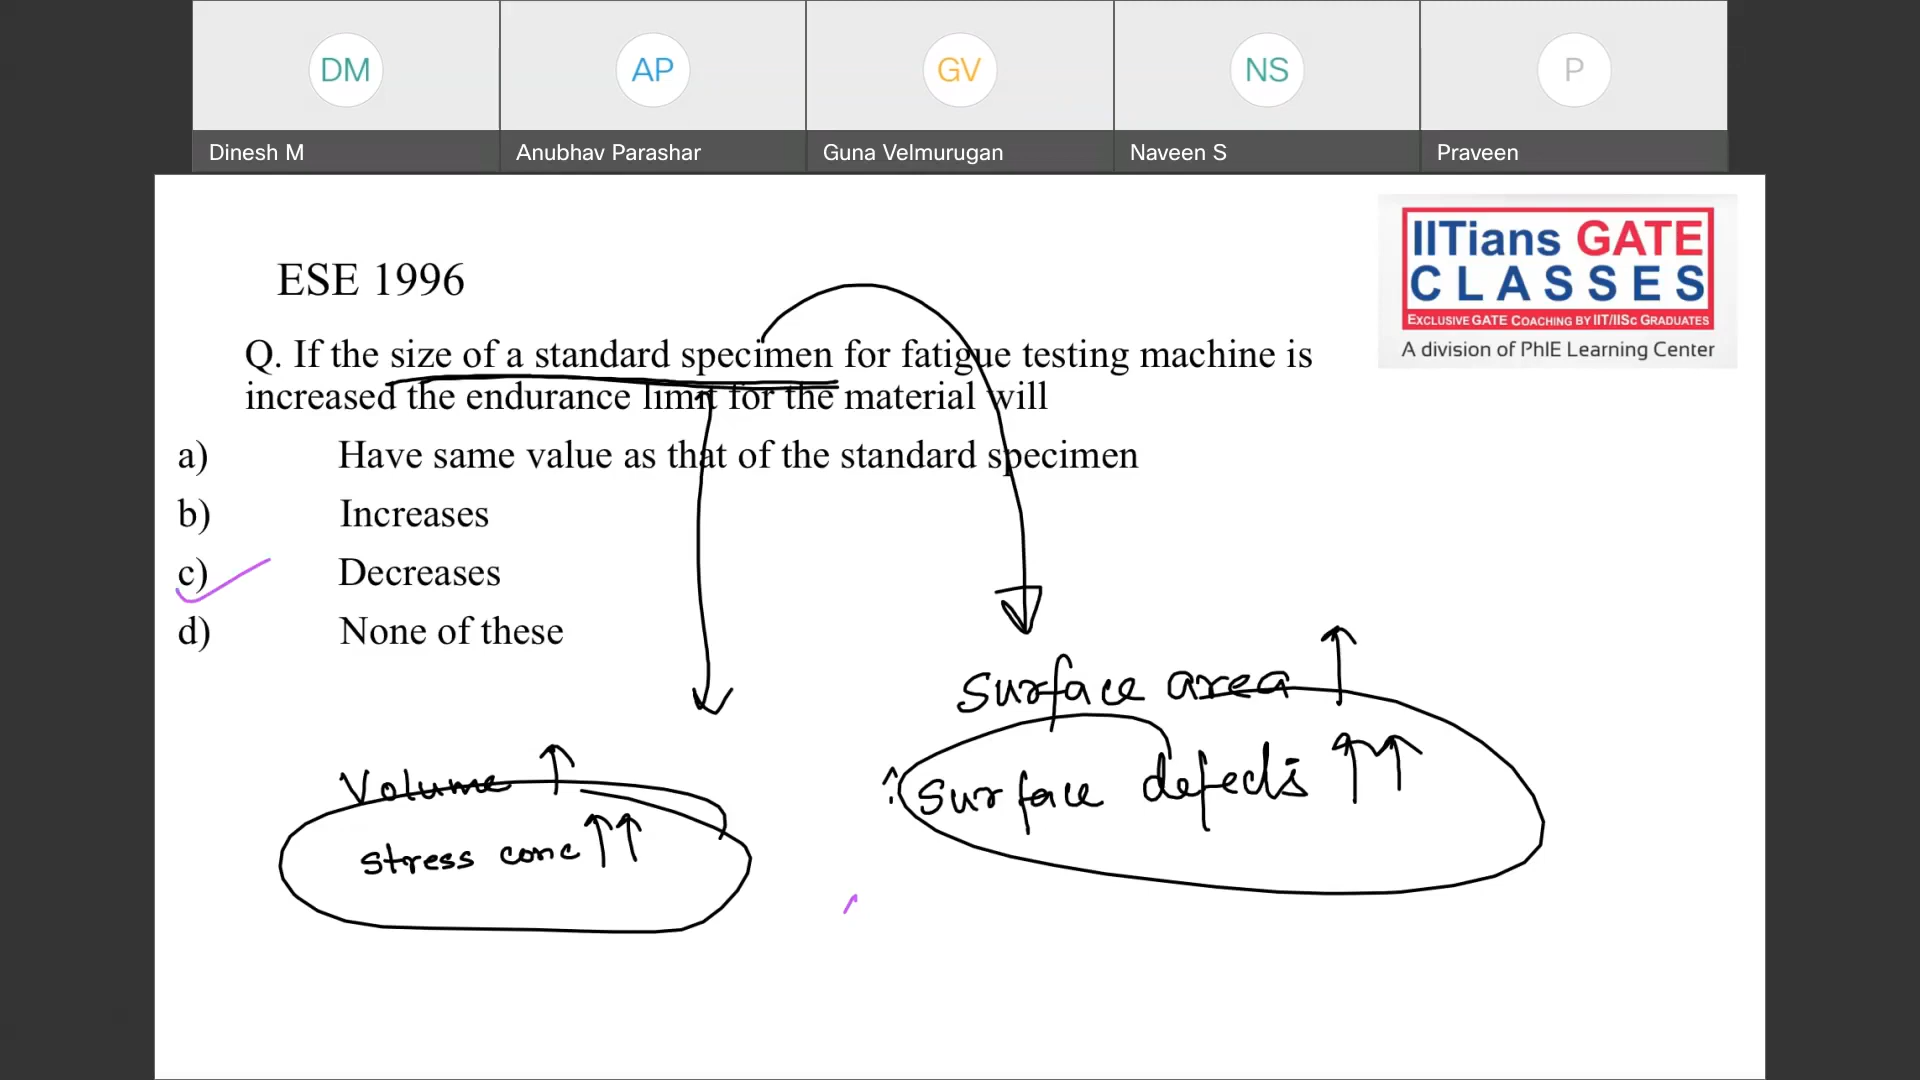 DM AP GV NS P
Dinesh M Anubhav Parashar Guna Velmurugan Naveen S Praveen
IITians GATE
CLASSES
EXCLUSIVE GATE COACHING BY IIT/IISc GRADUATES
A division of PhIE Learning Center
ESE 1996
Q. If the size of a standard specimen for fatigue testing machine is
increased the endurance limit for the material will
a) Have same value as that of the standard specimen
b) Increases
c) Decreases
d) None of these
Surface area ↑
∴ Surface defects ↑↑
Volume ↑
stress conc ↑↑